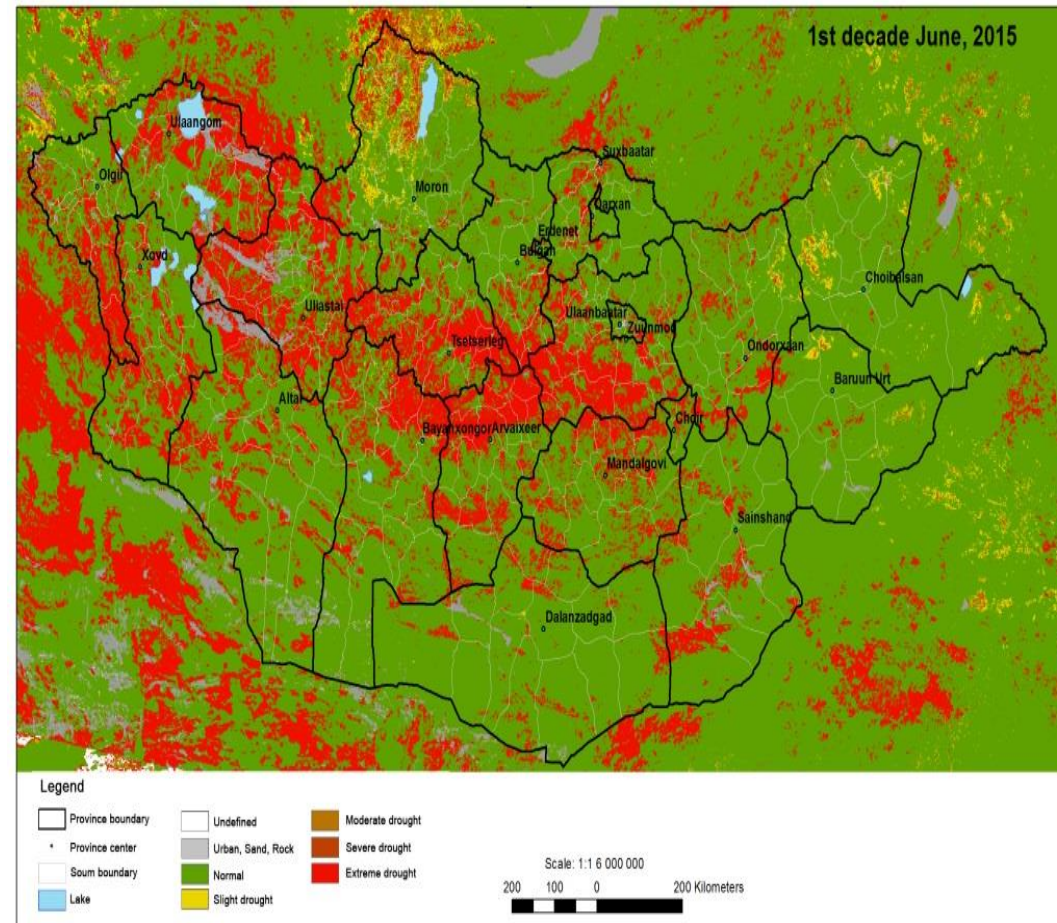 1st decade June, 2015
Ulaangom
Suxbaatar
Olgii
Moron
Darxan
Erdenet
Bulgan
Xovd
Choibalsan
Uliastai
Ulaanbaatar
Zuunmod
Tsetserleg
Ondorxaan
Baruun Urt
Altai
Bayanxongor
Arvaixeer
Choir
Mandalgovi
Sainshand
Dalanzadgad
Legend
Province boundary
Province center
Soum boundary
Lake
Undefined
Urban, Sand, Rock
Normal
Slight drought
Moderate drought
Severe drought
Extreme drought
Scale: 1:1 6 000 000
200 100 0 200 Kilometers